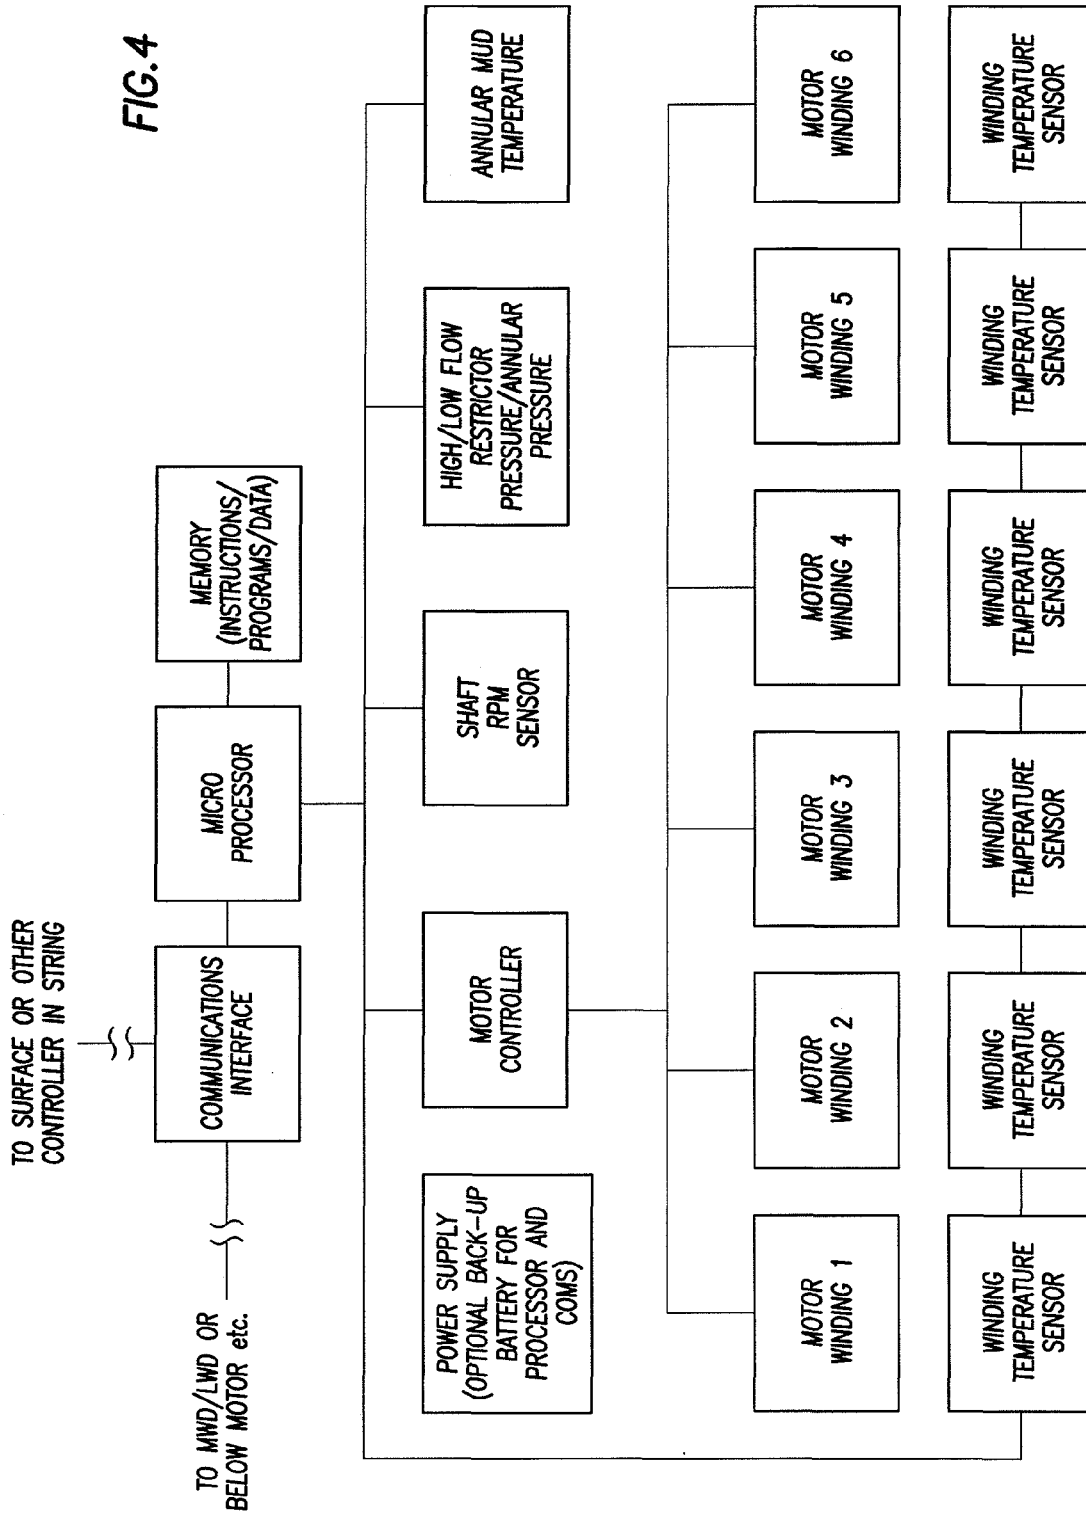 FIG.4
TO SURFACE OR OTHER
CONTROLLER IN STRING
TO MWD/LWD OR
BELOW MOTOR etc.
COMMUNICATIONS
INTERFACE
MICRO
PROCESSOR
MEMORY
(INSTRUCTIONS/
PROGRAMS/DATA)
POWER SUPPLY
(OPTIONAL BACK-UP
BATTERY FOR
PROCESSOR AND
COMS)
MOTOR
CONTROLLER
SHAFT
RPM
SENSOR
HIGH/LOW FLOW
RESTRICTOR
PRESSURE/ANNULAR
PRESSURE
ANNULAR MUD
TEMPERATURE
MOTOR
WINDING 1
MOTOR
WINDING 2
MOTOR
WINDING 3
MOTOR
WINDING 4
MOTOR
WINDING 5
MOTOR
WINDING 6
WINDING
TEMPERATURE
SENSOR
WINDING
TEMPERATURE
SENSOR
WINDING
TEMPERATURE
SENSOR
WINDING
TEMPERATURE
SENSOR
WINDING
TEMPERATURE
SENSOR
WINDING
TEMPERATURE
SENSOR